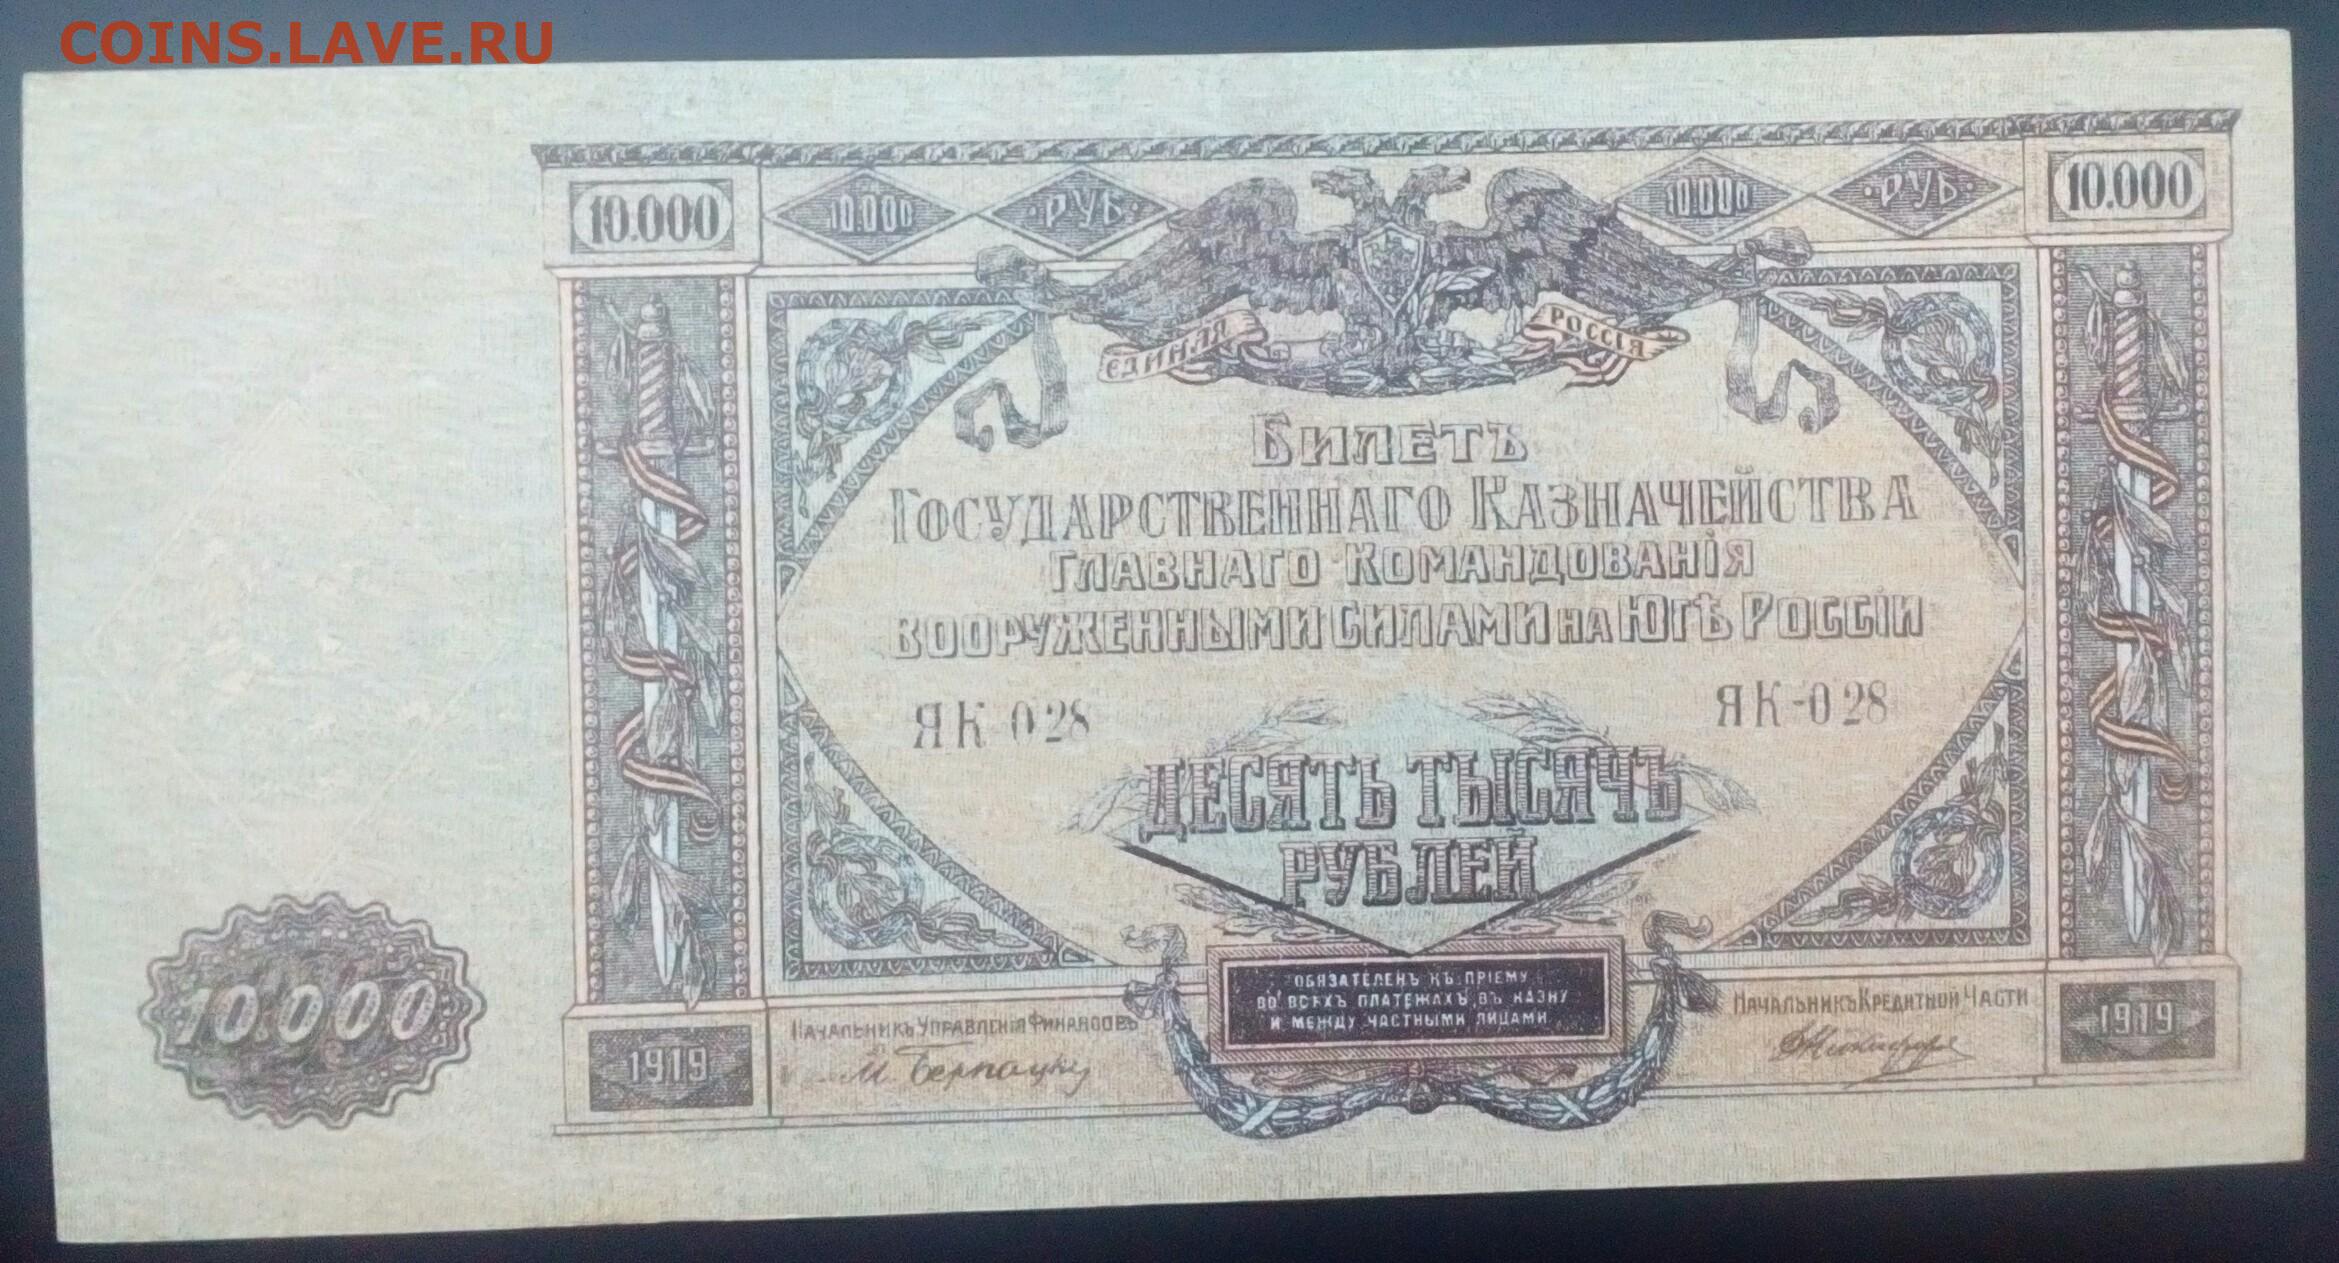 COINS.LAVE.RU
10.000 10.000 РУБ. 10.000 ·РУБ· 10.000
ЕДИНАЯ РОССІЯ
БИЛЕТЪ
ГОСУДАРСТВЕННАГО КАЗНАЧЕЙСТВА
ГЛАВНАГО КОМАНДОВАНІЯ
ВООРУЖЕННЫМИ СИЛАМИ НА ЮГѢ РОССІИ
ЯК-028 ЯК-028
ДЕСЯТЬ ТЫСЯЧЪ
РУБЛЕЙ
10.000
ОБЯЗАТЕЛЕНЪ КЪ ПРІЕМУ
ВО ВСѢХЪ ПЛАТЕЖАХЪ ВЪ КАЗНУ
И МЕЖДУ ЧАСТНЫМИ ЛИЦАМИ
НАЧАЛЬНИКЪ УПРАВЛЕНІЯ ФИНАНСОВЪ
НАЧАЛЬНИКЪ КРЕДИТНОЙ ЧАСТИ
1919 1919